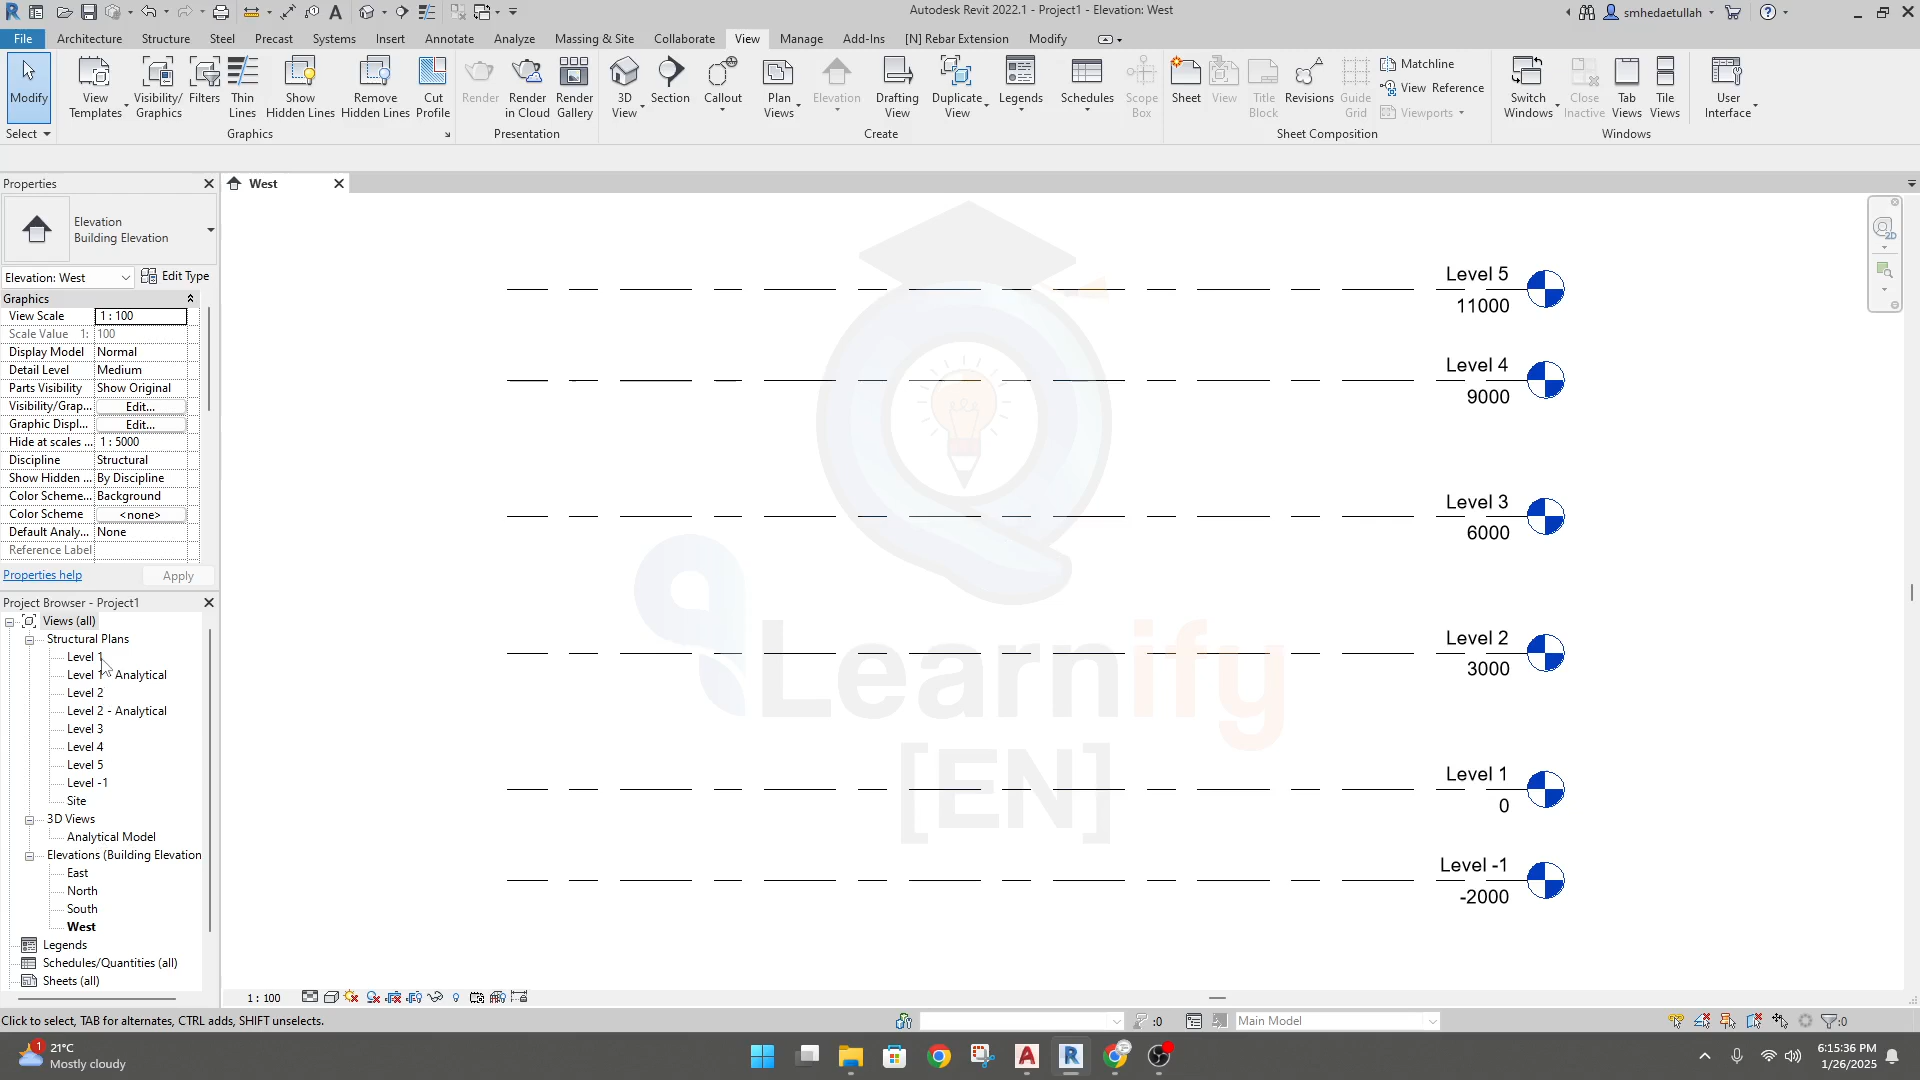 Autodesk Revit 2022.1 - Project1 - Elevation: West
smhedaetullah
File Architecture Structure Steel Precast Systems Insert Annotate Analyze Massing & Site Collaborate View Manage Add-Ins [N] Rebar Extension Modify
Modify
View Templates
Visibility/ Graphics
Filters
Thin Lines
Show Hidden Lines
Remove Hidden Lines
Cut Profile
Render
Render in Cloud
Render Gallery
3D View
Section
Callout
Plan Views
Elevation
Drafting View
Duplicate View
Legends
Schedules
Scope Box
Sheet
View
Title Block
Revisions
Guide Grid
Matchline
View Reference
Viewports
Switch Windows
Close Inactive
Tab Views
Tile Views
User Interface
Select Graphics Presentation Create Sheet Composition Windows
Properties
West
Elevation
Building Elevation
Elevation: West
Edit Type
Graphics
View Scale 1 : 100
Scale Value 1: 100
Display Model Normal
Detail Level Medium
Parts Visibility Show Original
Visibility/Grap... Edit...
Graphic Displ... Edit...
Hide at scales ... 1 : 5000
Discipline Structural
Show Hidden ... By Discipline
Color Scheme... Background
Color Scheme <none>
Default Analy... None
Reference Label
Properties help
Apply
Project Browser - Project1
Views (all)
Structural Plans
Level 1
Level 1 - Analytical
Level 2
Level 2 - Analytical
Level 3
Level 4
Level 5
Level -1
Site
3D Views
Analytical Model
Elevations (Building Elevation
East
North
South
West
Legends
Schedules/Quantities (all)
Sheets (all)
Level 5
11000
Level 4
9000
Level 3
6000
Level 2
3000
Level 1
0
Level -1
-2000
Learnify
[EN]
1 : 100
Click to select, TAB for alternates, CTRL adds, SHIFT unselects.
:0
Main Model
:0
1
21°C
Mostly cloudy
6:15:36 PM
1/26/2025